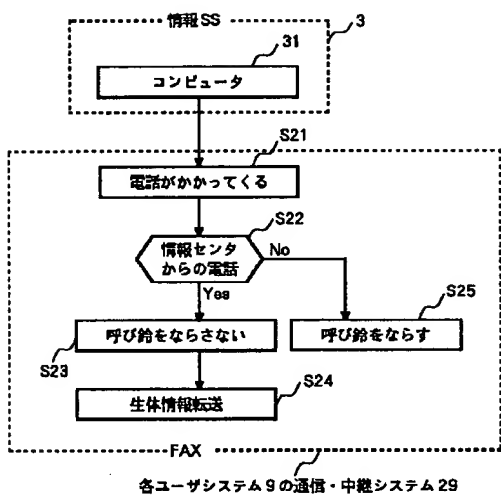 情報SS
3
31
コンピュータ
S21
電話がかかってくる
S22
情報センタ
からの電話
No
Yes
S25
呼び鈴をならさない
呼び鈴をならす
S23
S24
生体情報転送
FAX
各ユーザシステム9の通信・中継システム29